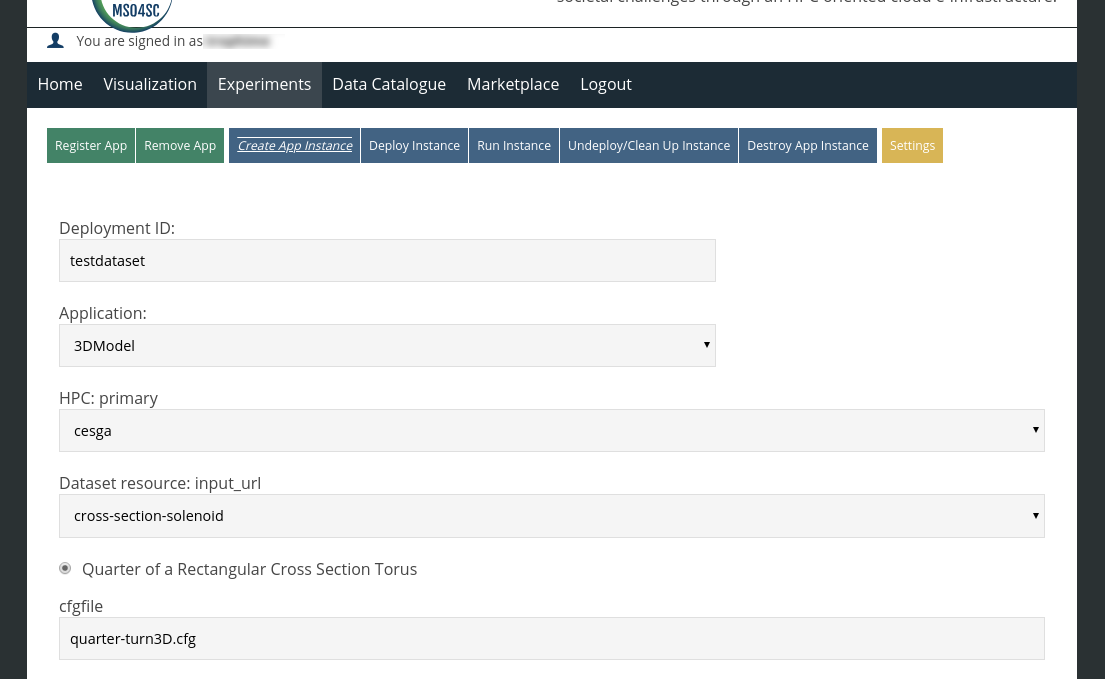 MSO4SC
societal challenges through an HPC oriented cloud e-infrastructure.
You are signed in as
Home Visualization Experiments Data Catalogue Marketplace Logout
Register App Remove App Create App Instance Deploy Instance Run Instance Undeploy/Clean Up Instance Destroy App Instance Settings
Deployment ID:
testdataset
Application:
3DModel
HPC: primary
cesga
Dataset resource: input_url
cross-section-solenoid
Quarter of a Rectangular Cross Section Torus
cfgfile
quarter-turn3D.cfg